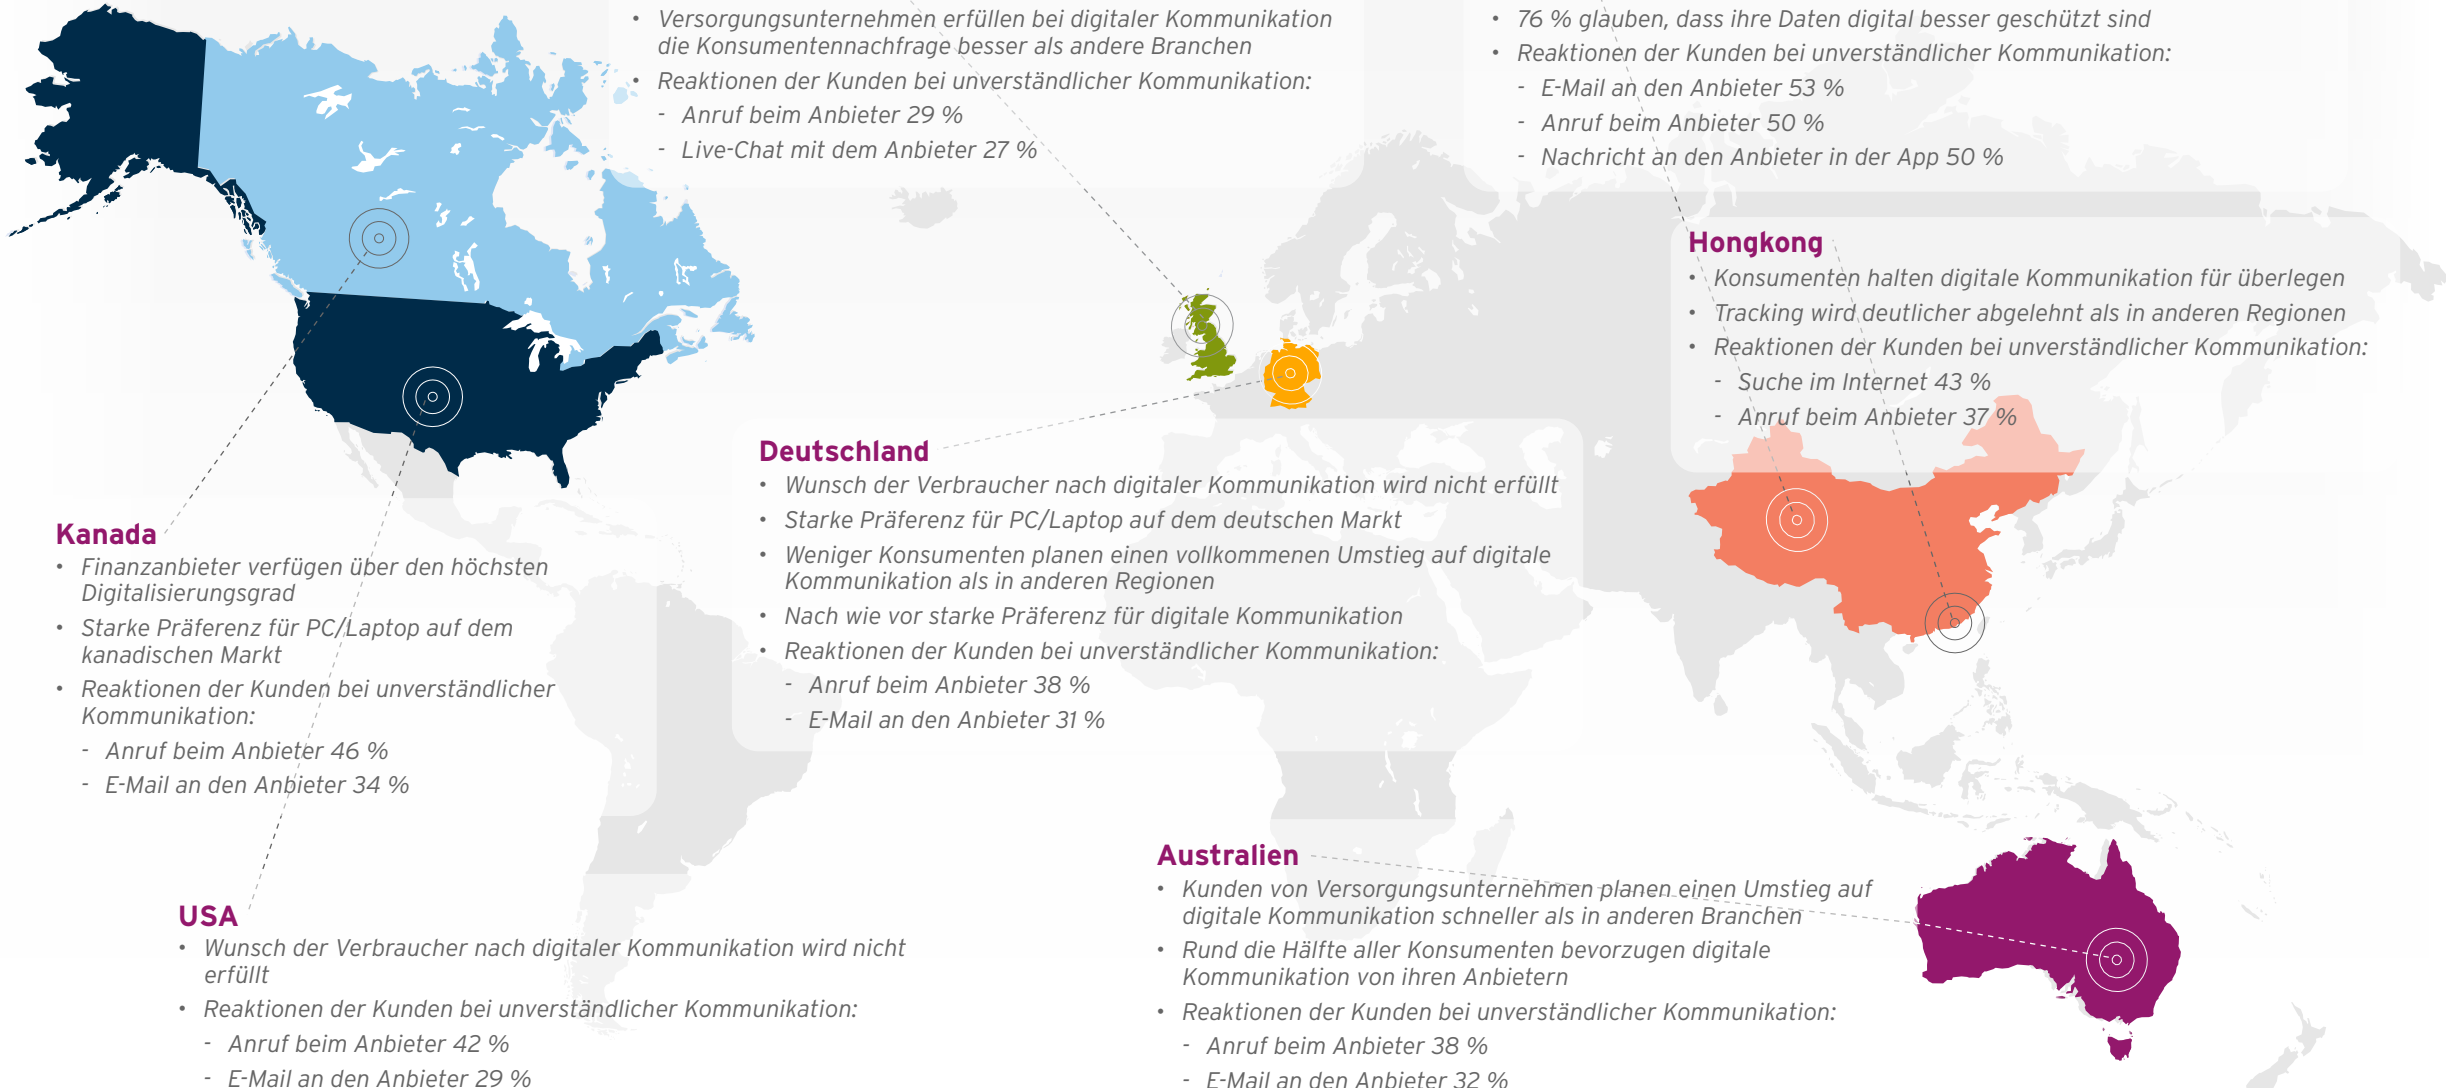 • Versorgungsunternehmen erfüllen bei digitaler Kommunikation
die Konsumentennachfrage besser als andere Branchen
• Reaktionen der Kunden bei unverständlicher Kommunikation:
- Anruf beim Anbieter 29 %
- Live-Chat mit dem Anbieter 27 %
• 76 % glauben, dass ihre Daten digital besser geschützt sind
• Reaktionen der Kunden bei unverständlicher Kommunikation:
- E-Mail an den Anbieter 53 %
- Anruf beim Anbieter 50 %
- Nachricht an den Anbieter in der App 50 %
Hongkong
• Konsumenten halten digitale Kommunikation für überlegen
• Tracking wird deutlicher abgelehnt als in anderen Regionen
• Reaktionen der Kunden bei unverständlicher Kommunikation:
- Suche im Internet 43 %
- Anruf beim Anbieter 37 %
Deutschland
• Wunsch der Verbraucher nach digitaler Kommunikation wird nicht erfüllt
• Starke Präferenz für PC/Laptop auf dem deutschen Markt
• Weniger Konsumenten planen einen vollkommenen Umstieg auf digitale
Kommunikation als in anderen Regionen
• Nach wie vor starke Präferenz für digitale Kommunikation
• Reaktionen der Kunden bei unverständlicher Kommunikation:
- Anruf beim Anbieter 38 %
- E-Mail an den Anbieter 31 %
Kanada
• Finanzanbieter verfügen über den höchsten
Digitalisierungsgrad
• Starke Präferenz für PC/Laptop auf dem
kanadischen Markt
• Reaktionen der Kunden bei unverständlicher
Kommunikation:
- Anruf beim Anbieter 46 %
- E-Mail an den Anbieter 34 %
USA
• Wunsch der Verbraucher nach digitaler Kommunikation wird nicht
erfüllt
• Reaktionen der Kunden bei unverständlicher Kommunikation:
- Anruf beim Anbieter 42 %
- E-Mail an den Anbieter 29 %
Australien
• Kunden von Versorgungsunternehmen planen einen Umstieg auf
digitale Kommunikation schneller als in anderen Branchen
• Rund die Hälfte aller Konsumenten bevorzugen digitale
Kommunikation von ihren Anbietern
• Reaktionen der Kunden bei unverständlicher Kommunikation:
- Anruf beim Anbieter 38 %
- E-Mail an den Anbieter 32 %